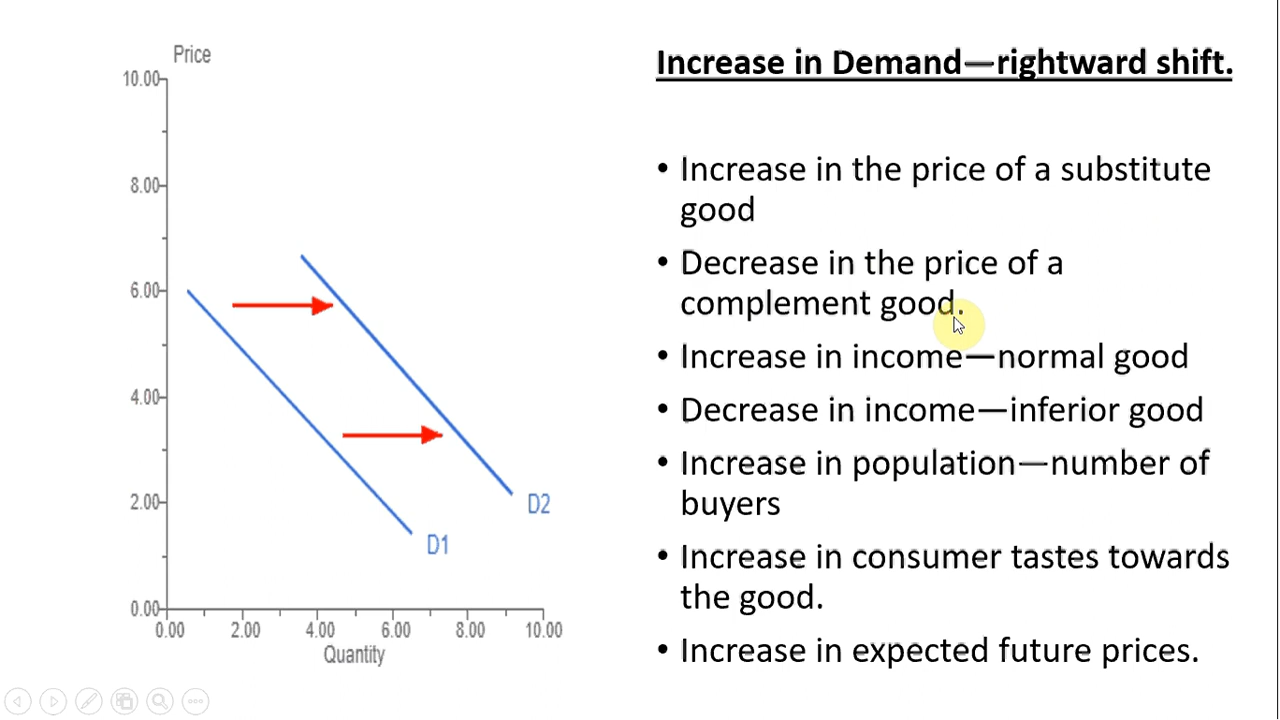 Price
10.00
8.00
6.00
4.00
2.00
0.00
0.00 2.00 4.00 6.00 8.00 10.00
Quantity
D2
D1
Increase in Demand—rightward shift.
• Increase in the price of a substitute
good
• Decrease in the price of a
complement good.
• Increase in income—normal good
• Decrease in income—inferior good
• Increase in population—number of
buyers
• Increase in consumer tastes towards
the good.
• Increase in expected future prices.